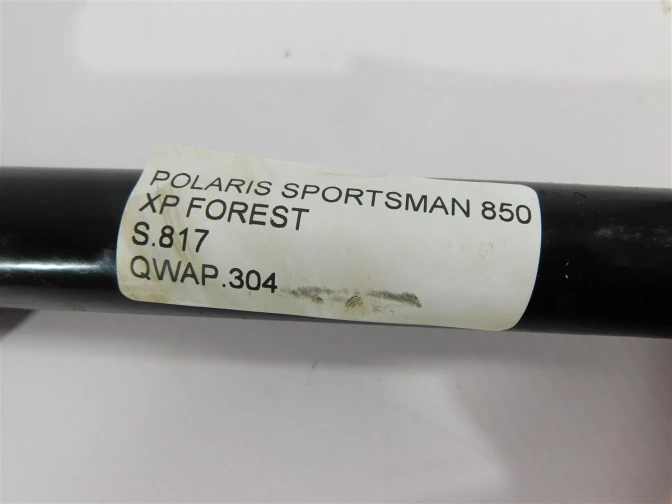 POLARIS SPORTSMAN 850
XP FOREST
S.817
QWAP.304